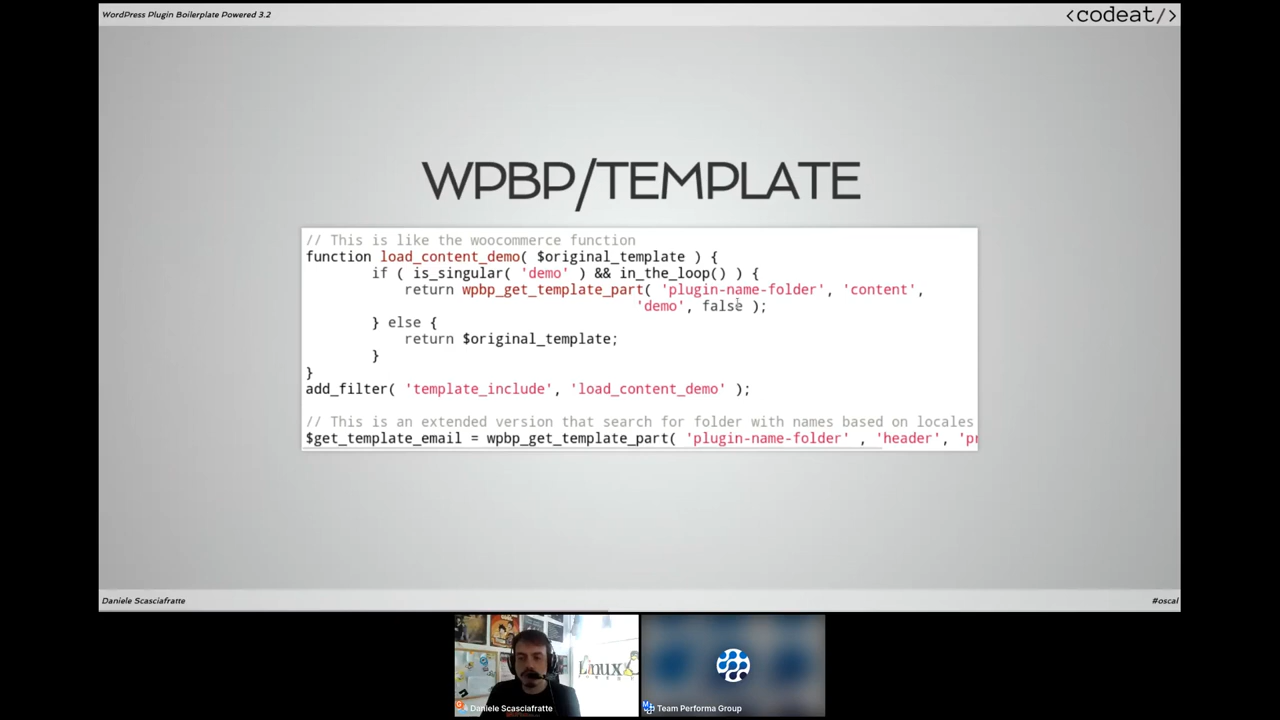 WordPress Plugin Boilerplate Powered 3.2
<codeat/>
WPBP/TEMPLATE
// This is like the woocommerce function
function load_content_demo( $original_template ) {
if ( is_singular( 'demo' ) && in_the_loop() ) {
return wpbp_get_template_part( 'plugin-name-folder', 'content',
'demo', false );
} else {
return $original_template;
}
}
add_filter( 'template_include', 'load_content_demo' );
// This is an extended version that search for folder with names based on locales
$get_template_email = wpbp_get_template_part( 'plugin-name-folder' , 'header',
Daniele Scasciafratte
#oscal
Linux
Daniele Scasciafratte
Team Performa Group